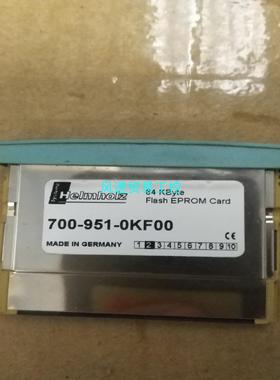 Systeme
Helmholz
64 KByte
Flash EPROM Card
700-951-0KF00
MADE IN GERMANY
1 2 3 4 5 6 7 8 9 10
CE